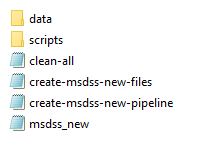 data
scripts
clean-all
create-msdss-new-files
create-msdss-new-pipeline
msdss_new